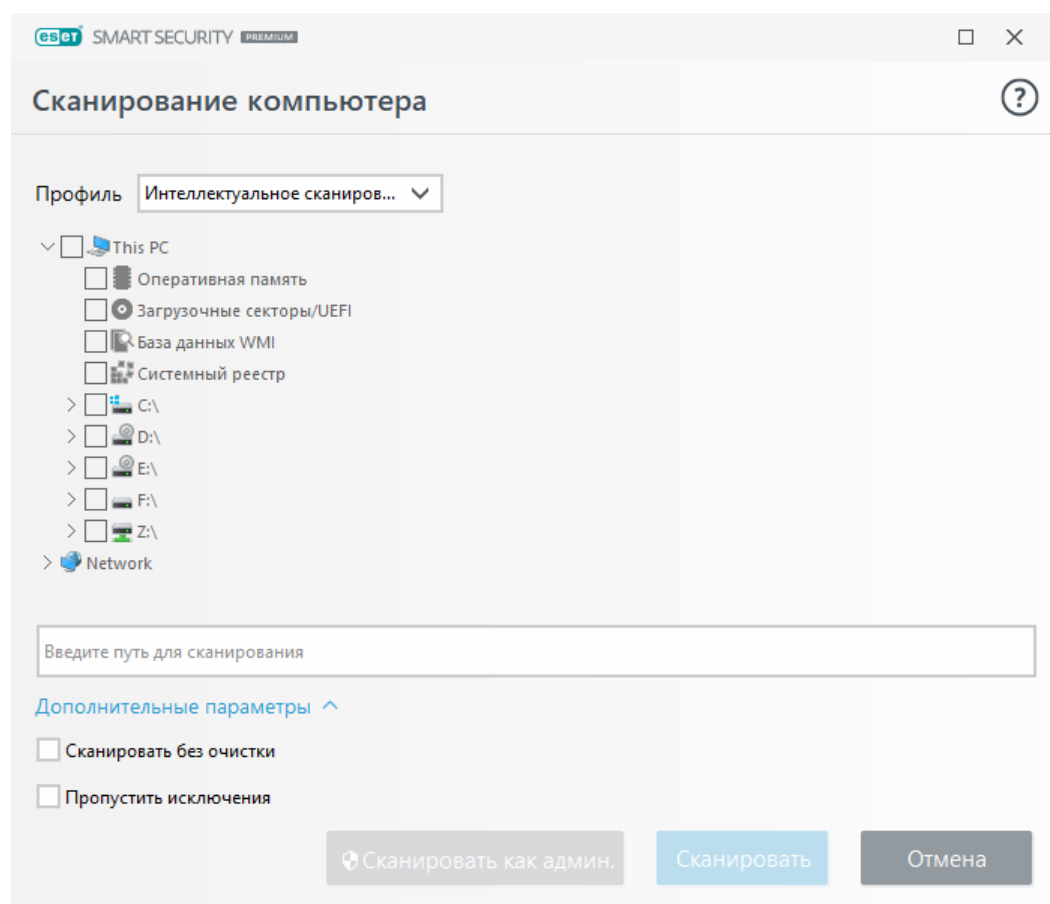 eset SMART SECURITY PREMIUM
Сканирование компьютера
?
Профиль Интеллектуальное сканиров...
This PC
Оперативная память
Загрузочные секторы/UEFI
База данных WMI
Системный реестр
C:\
D:\
E:\
F:\
Z:\
Network
Введите путь для сканирования
Дополнительные параметры
Сканировать без очистки
Пропустить исключения
Сканировать как админ. Сканировать Отмена